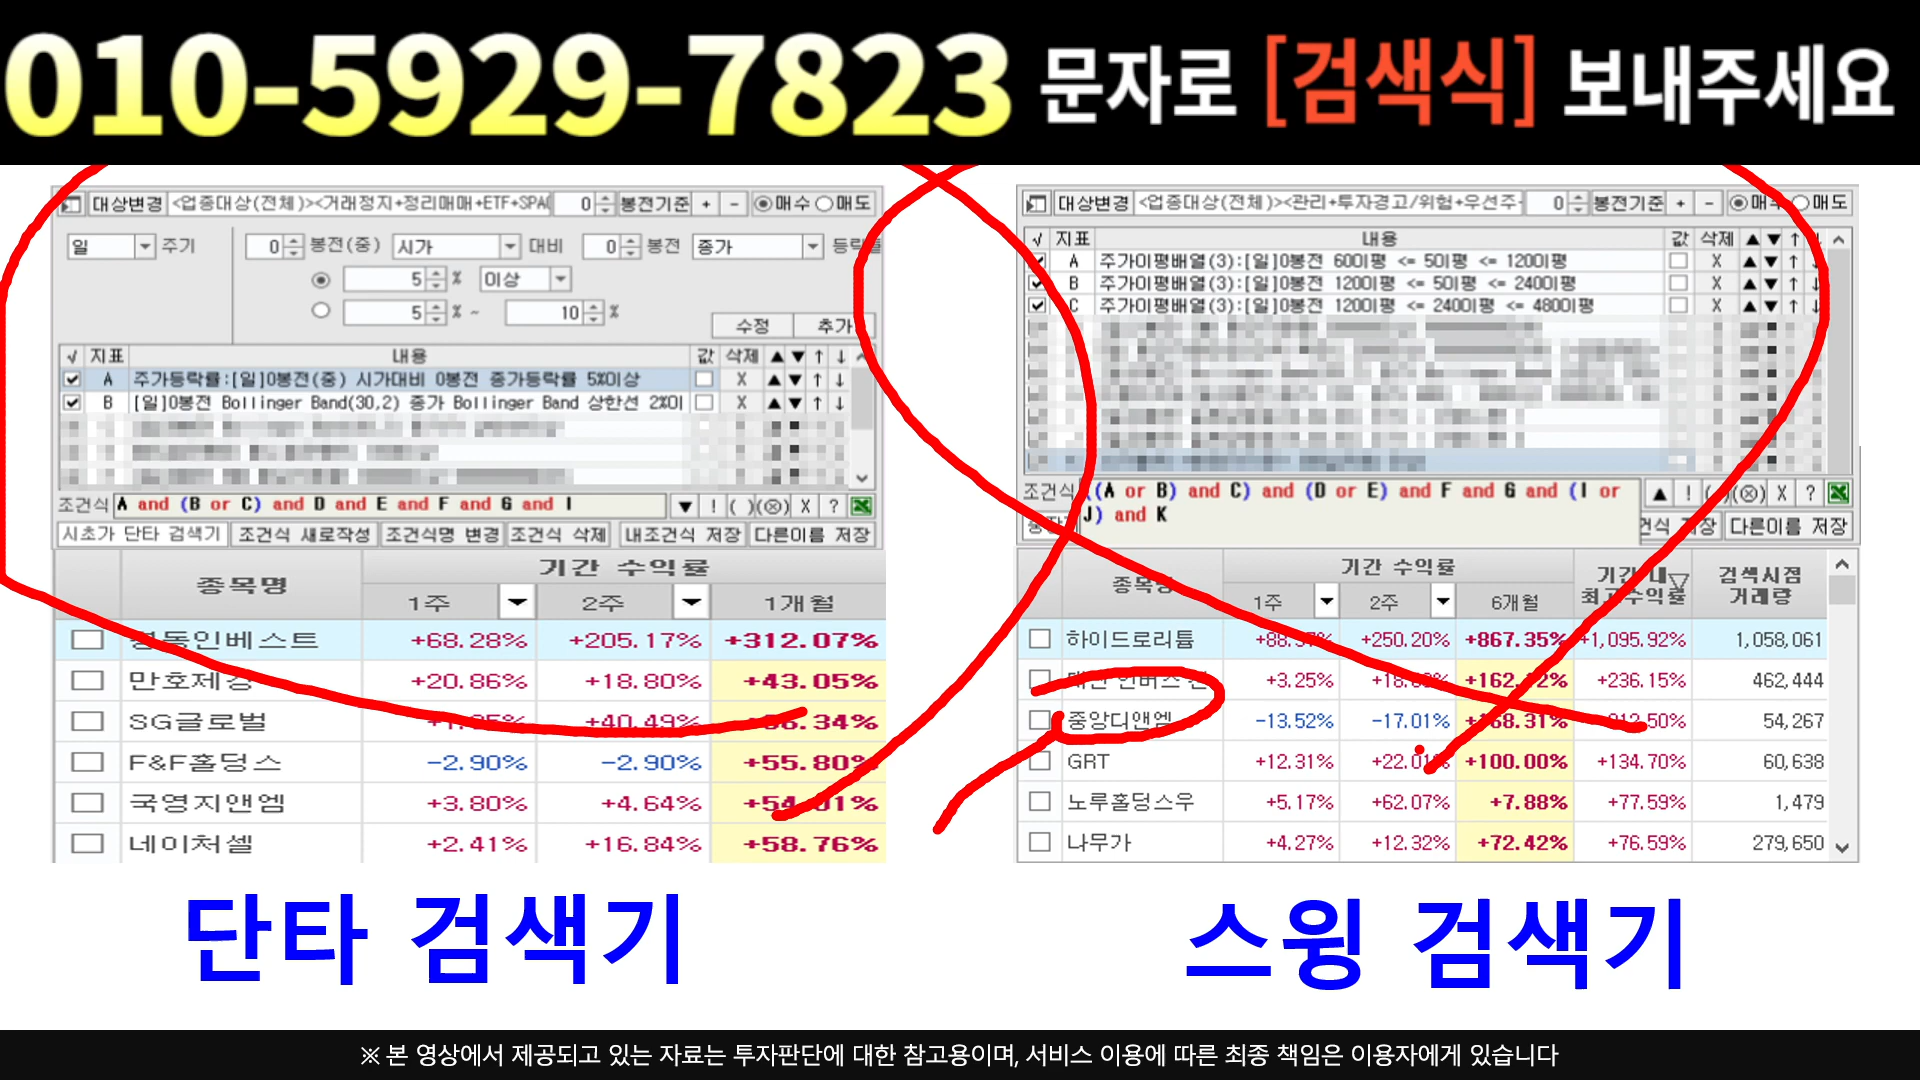 010-5929-7823 문자로 [검색식] 보내주세요
대상변경 <업종대상(전체)><거래정지+정리매매+ETF+SPAC 0 봉전기준 + - 매수 매도
일 주기 0 봉전(중) 시가 대비 0 봉전 종가
5 % 이상
5 % ~ 10 %
수정 추가
√ 지표 내용 값 삭제 ▲ ▼ ↑ ↓
A 주가등락률:[일]0봉전(중) 시가대비 0봉전 종가등락률 5%이상 X ▲ ▼ ↑ ↓
B [일]0봉전 Bollinger Band(30,2) 종가 Bollinger Band 상한선 2%이 X ▲ ▼ ↑ ↓
조건식 A and (B or C) and D and E and F and G and I ▼ ! ( ) (⊗) X ?
시초가 단타 검색기 조건식 새로작성 조건식명 변경 조건식 삭제 내조건식 저장 다른이름 저장
종목명 기간 수익률
1주 2주 1개월
+68.28% +205.17% +312.07%
만호제강 +20.86% +18.80% +43.05%
SG글로벌 +40.49%
F&F홀딩스 -2.90% -2.90% +55.80%
국영지앤엠 +3.80% +4.64%
네이처셀 +2.41% +16.84% +58.76%
단타 검색기
대상변경 <업종대상(전체)><관리+투자경고/위험+우선주+ 0 봉전기준 + - 매수 매도
√ 지표 내용 값 삭제 ▲ ▼ ↑ ↓
A 주가이평배열(3):[일]0봉전 60이평 <= 5이평 <= 120이평 X ▲ ▼ ↑ ↓
B 주가이평배열(3):[일]0봉전 120이평 <= 5이평 <= 240이평 X ▲ ▼ ↑ ↓
C 주가이평배열(3):[일]0봉전 120이평 <= 240이평 <= 480이평 X ▲ ▼ ↑ ↓
조건식 ((A or B) and C) and (D or E) and F and G and (I or ▲ ! ( ) (⊗) X ?
J) and K
저장 다른이름 저장
종목명 기간 수익률 기간 내 최고수익률 검색시점 거래량
1주 2주 6개월
하이드로리튬 +250.20% +867.35% +1,095.92% 1,058,061
+3.25% +236.15% 462,444
중앙디앤엠 -13.52% -17.01% 54,267
GRT +12.31% +100.00% +134.70% 60,638
노루홀딩스우 +5.17% +62.07% +7.88% +77.59% 1,479
나무가 +4.27% +12.32% +72.42% +76.59% 279,650
스윙 검색기
※ 본 영상에서 제공되고 있는 자료는 투자판단에 대한 참고용이며, 서비스 이용에 따른 최종 책임은 이용자에게 있습니다